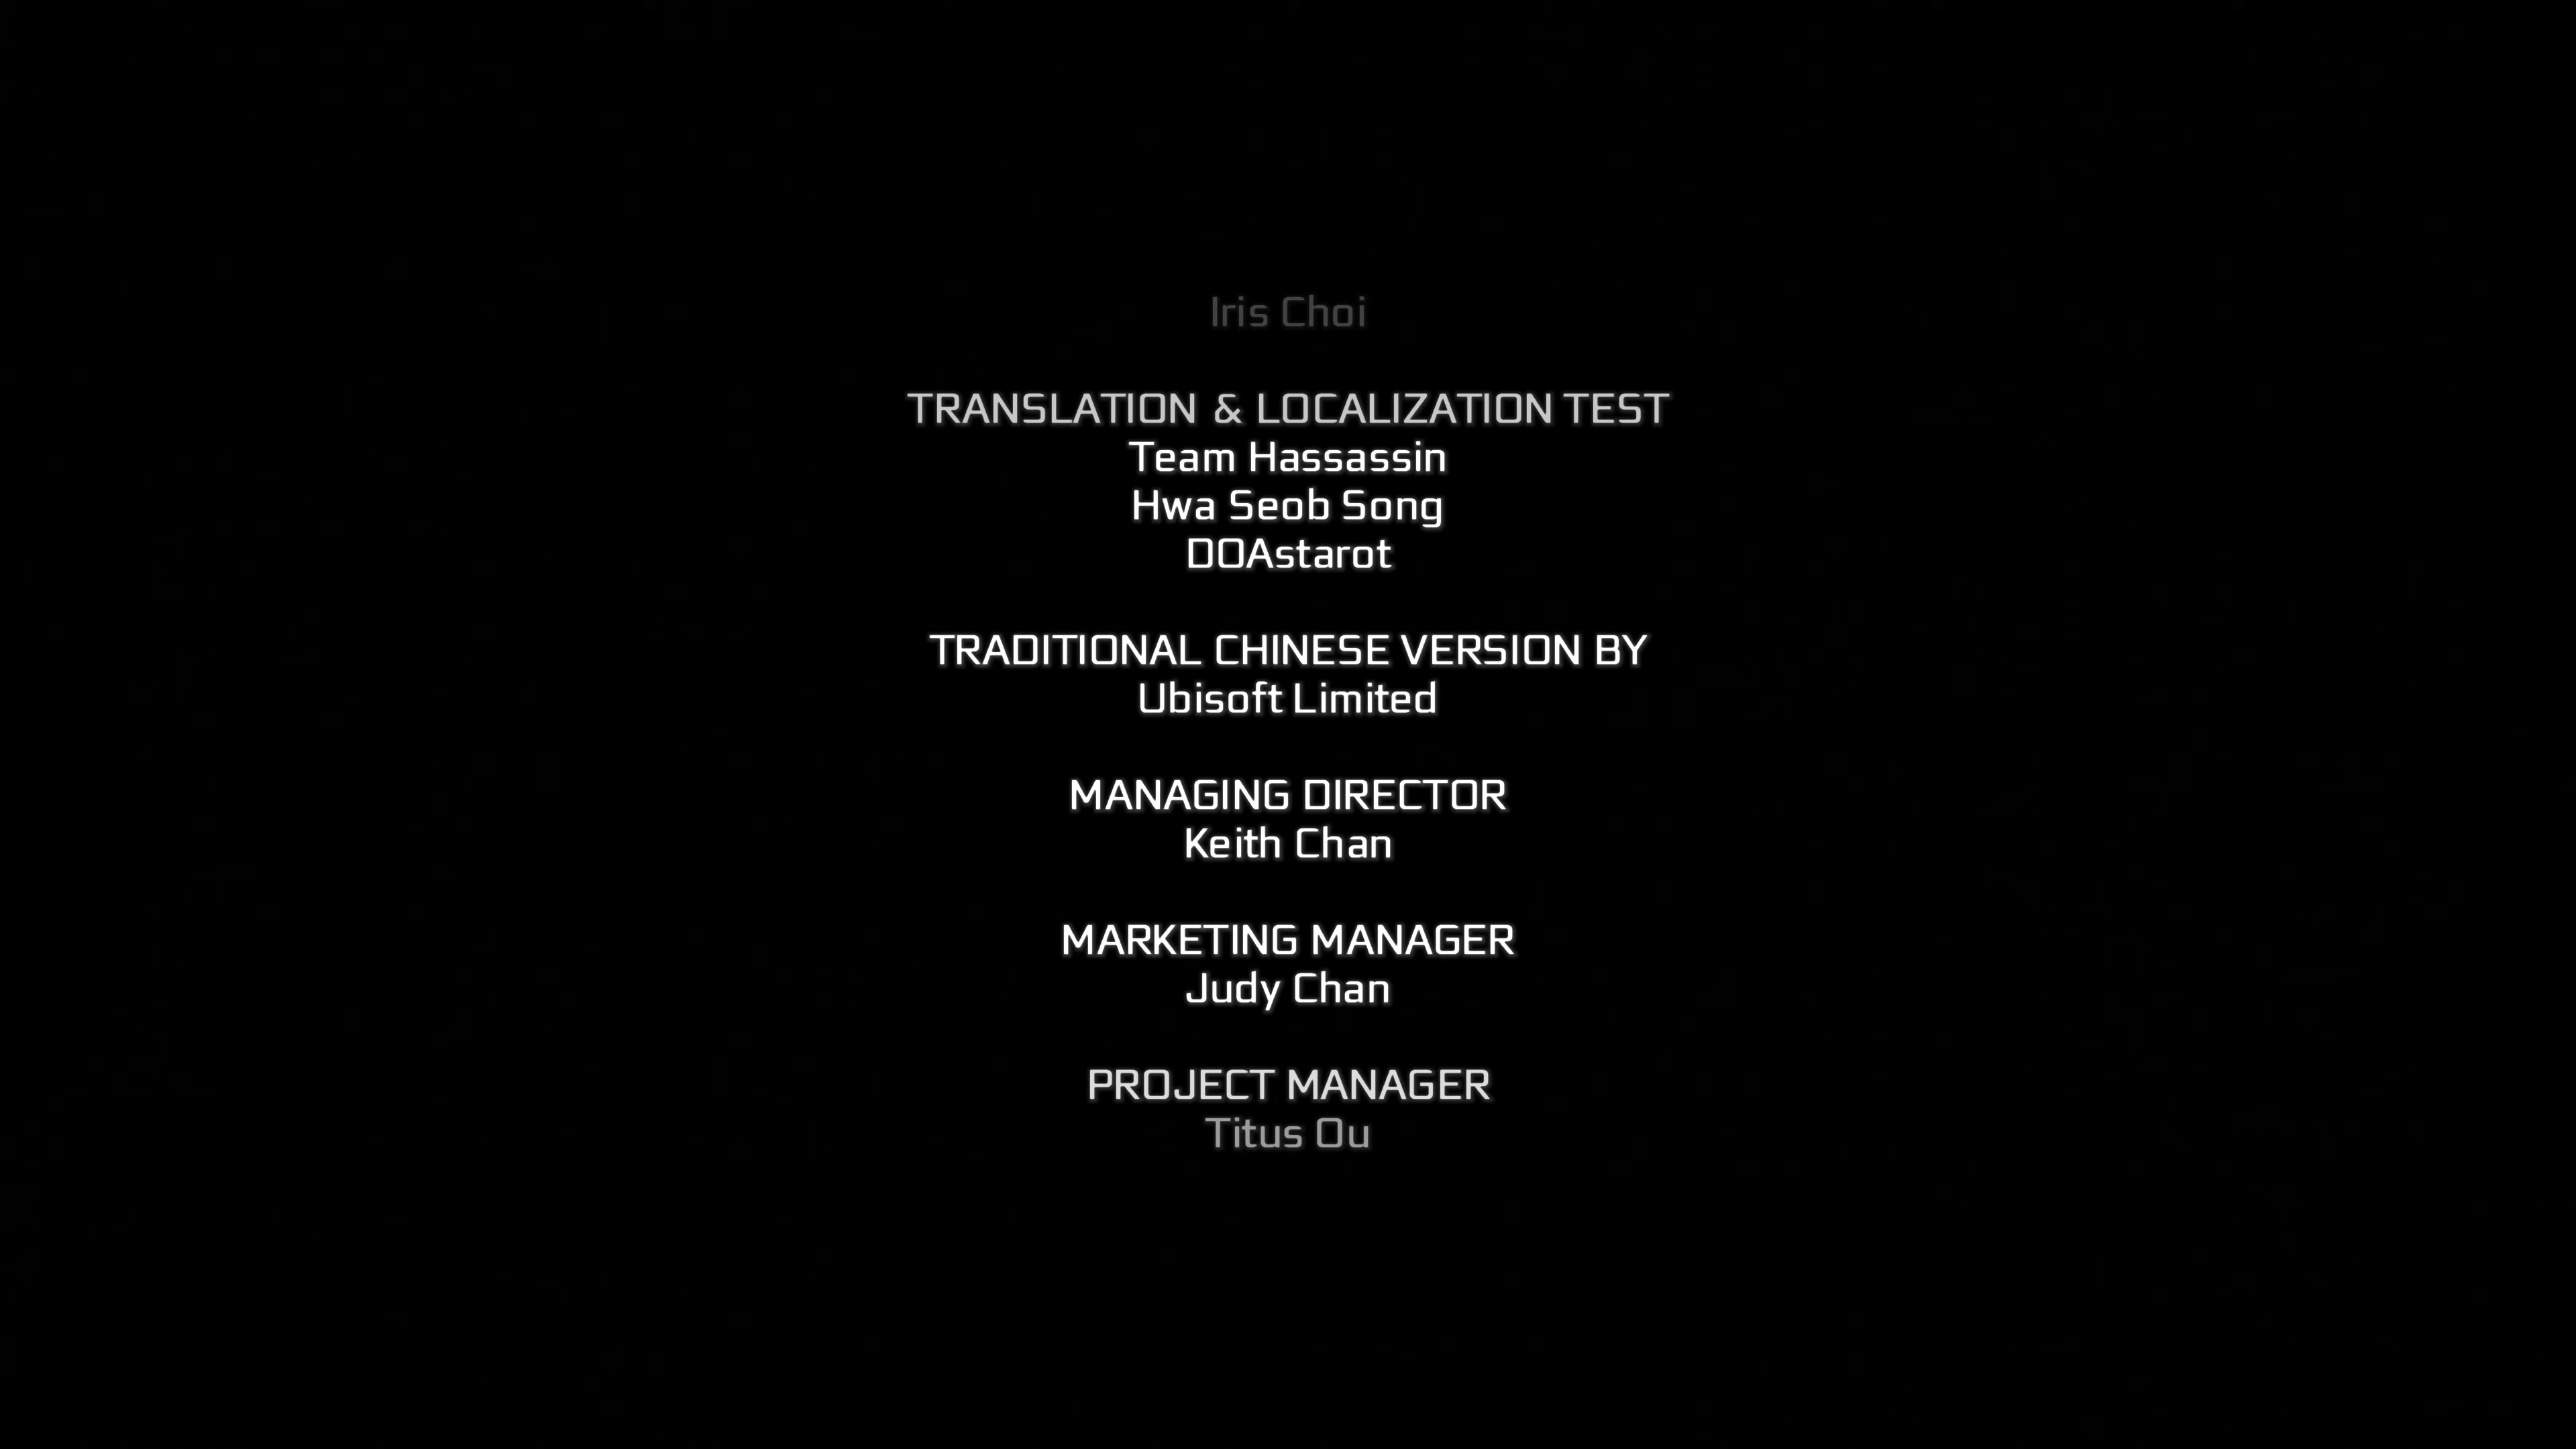 Iris Choi
TRANSLATION & LOCALIZATION TEST
Team Hassassin
Hwa Seob Song
DOAstarot
TRADITIONAL CHINESE VERSION BY
Ubisoft Limited
MANAGING DIRECTOR
Keith Chan
MARKETING MANAGER
Judy Chan
PROJECT MANAGER
Titus Ou